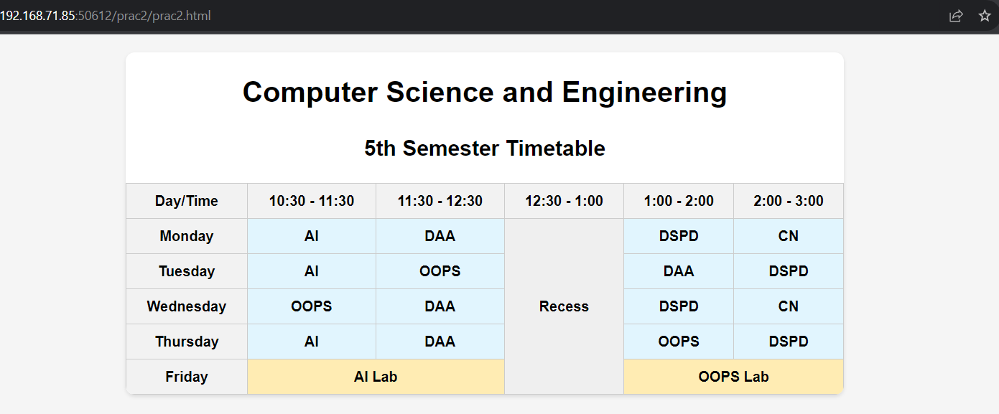 192.168.71.85:50612/prac2/prac2.html
Computer Science and Engineering
5th Semester Timetable
Day/Time 10:30 - 11:30 11:30 - 12:30 12:30 - 1:00 1:00 - 2:00 2:00 - 3:00
Monday AI DAA DSPD CN
Tuesday AI OOPS DAA DSPD
Wednesday OOPS DAA Recess DSPD CN
Thursday AI DAA OOPS DSPD
Friday AI Lab OOPS Lab